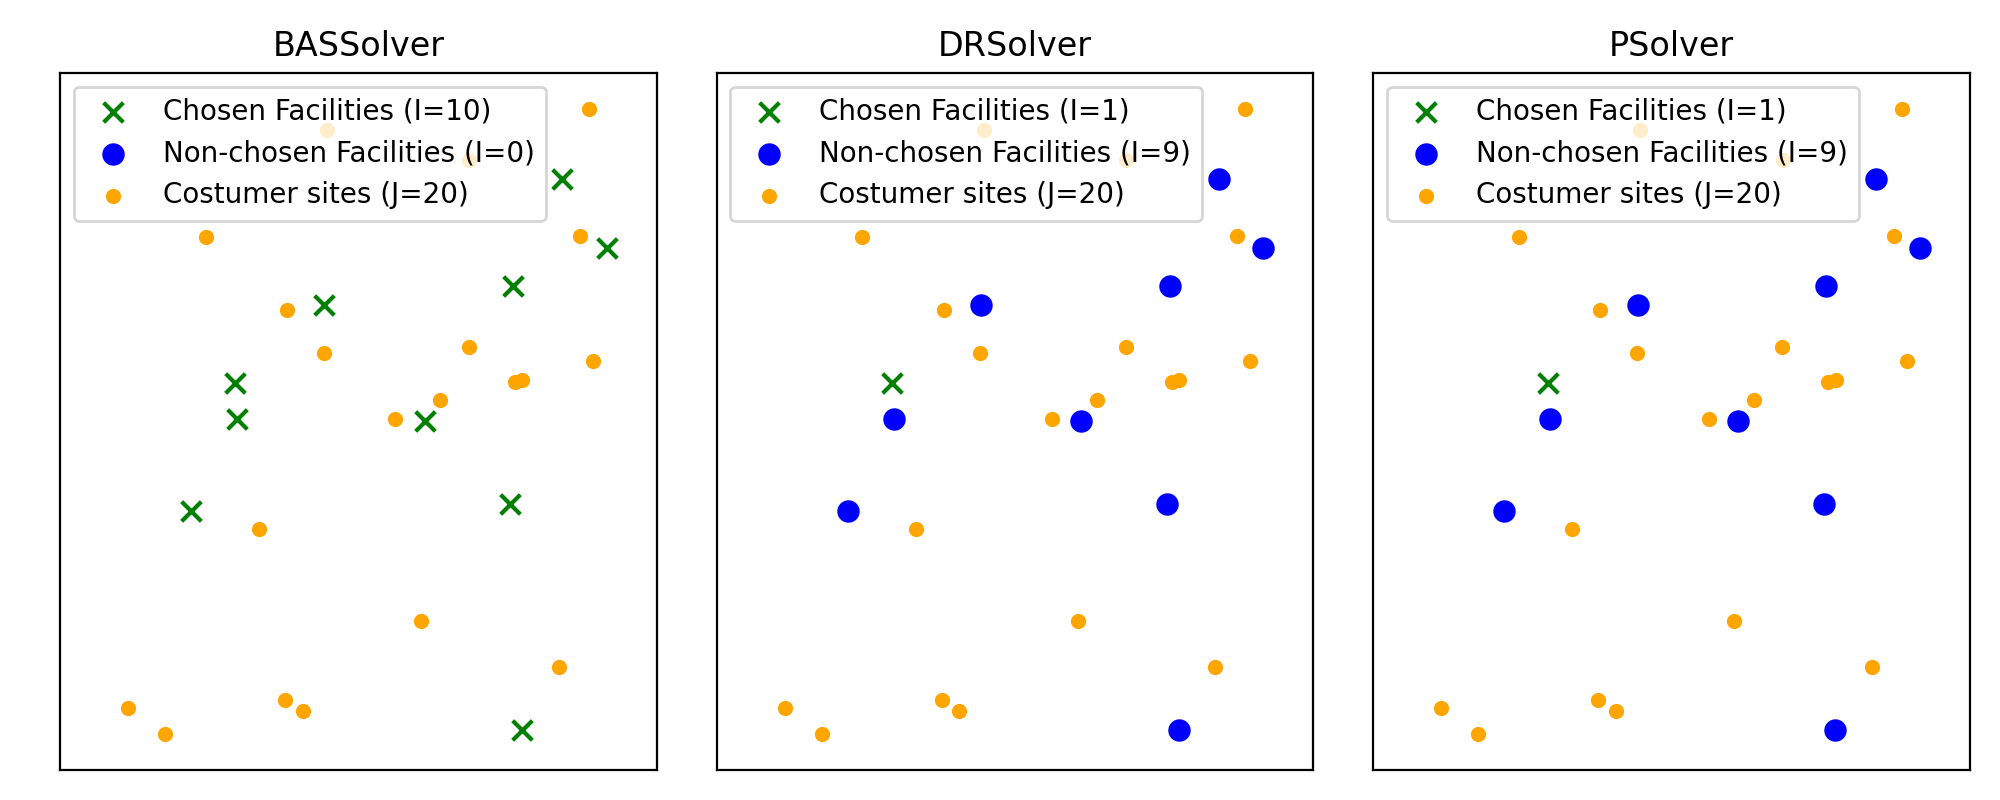 BASSolver
Chosen Facilities (I=10)
Non-chosen Facilities (I=0)
Costumer sites (J=20)
DRSolver
Chosen Facilities (I=1)
Non-chosen Facilities (I=9)
Costumer sites (J=20)
PSolver
Chosen Facilities (I=1)
Non-chosen Facilities (I=9)
Costumer sites (J=20)